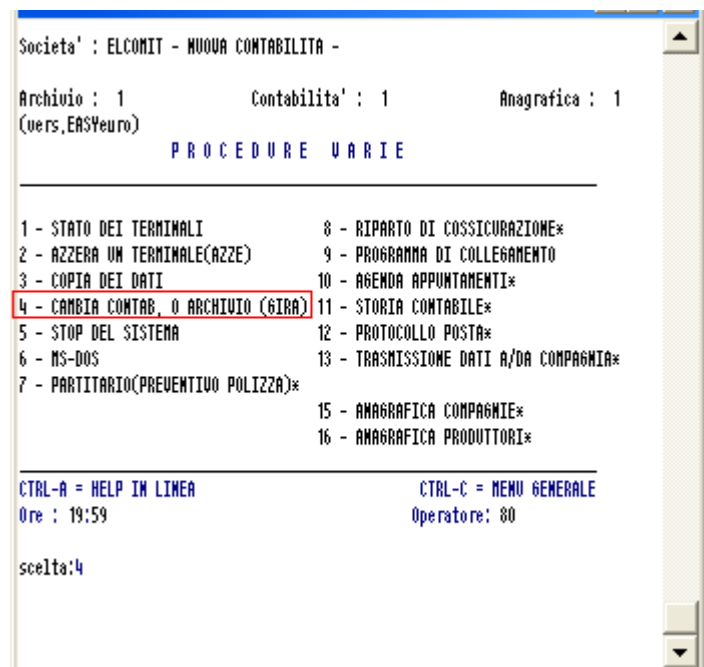 Societa' : ELCOMIT - NUOVA CONTABILITA -
Archivio : 1 Contabilita' : 1 Anagrafica : 1
(vers.EASYeuro)
P R O C E D U R E V A R I E
1 - STATO DEI TERMINALI 8 - RIPARTO DI COSSICURAZIONE*
2 - AZZERA UN TERMINALE(AZZE) 9 - PROGRAMMA DI COLLEGAMENTO
3 - COPIA DEI DATI 10 - AGENDA APPUNTAMENTI*
4 - CAMBIA CONTAB. O ARCHIVIO (GIRA) 11 - STORIA CONTABILE*
5 - STOP DEL SISTEMA 12 - PROTOCOLLO POSTA*
6 - MS-DOS 13 - TRASMISSIONE DATI A/DA COMPAGNIA*
7 - PARTITARIO(PREVENTIVO POLIZZA)*
15 - ANAGRAFICA COMPAGNIE*
16 - ANAGRAFICA PRODUTTORI*
CTRL-A = HELP IN LINEA CTRL-C = MENU GENERALE
Ore : 19:59 Operatore: 80
scelta:4